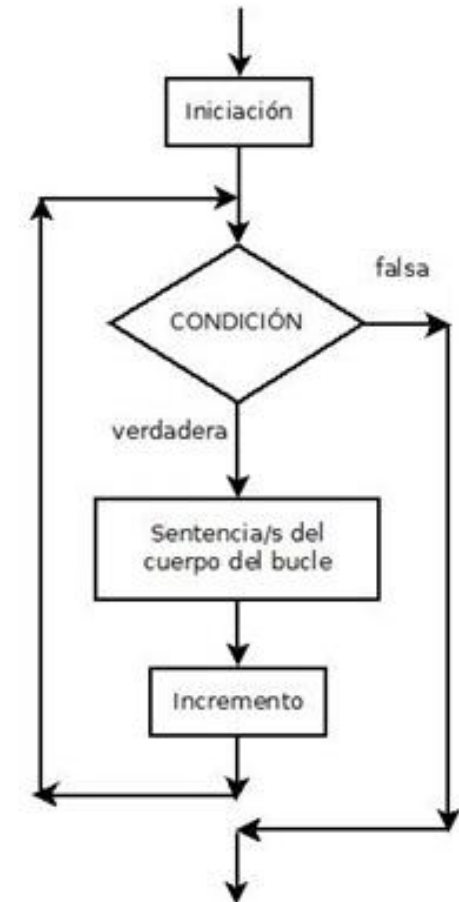 Iniciación
falsa
CONDICIÓN
verdadera
Sentencia/s del
cuerpo del bucle
Incremento